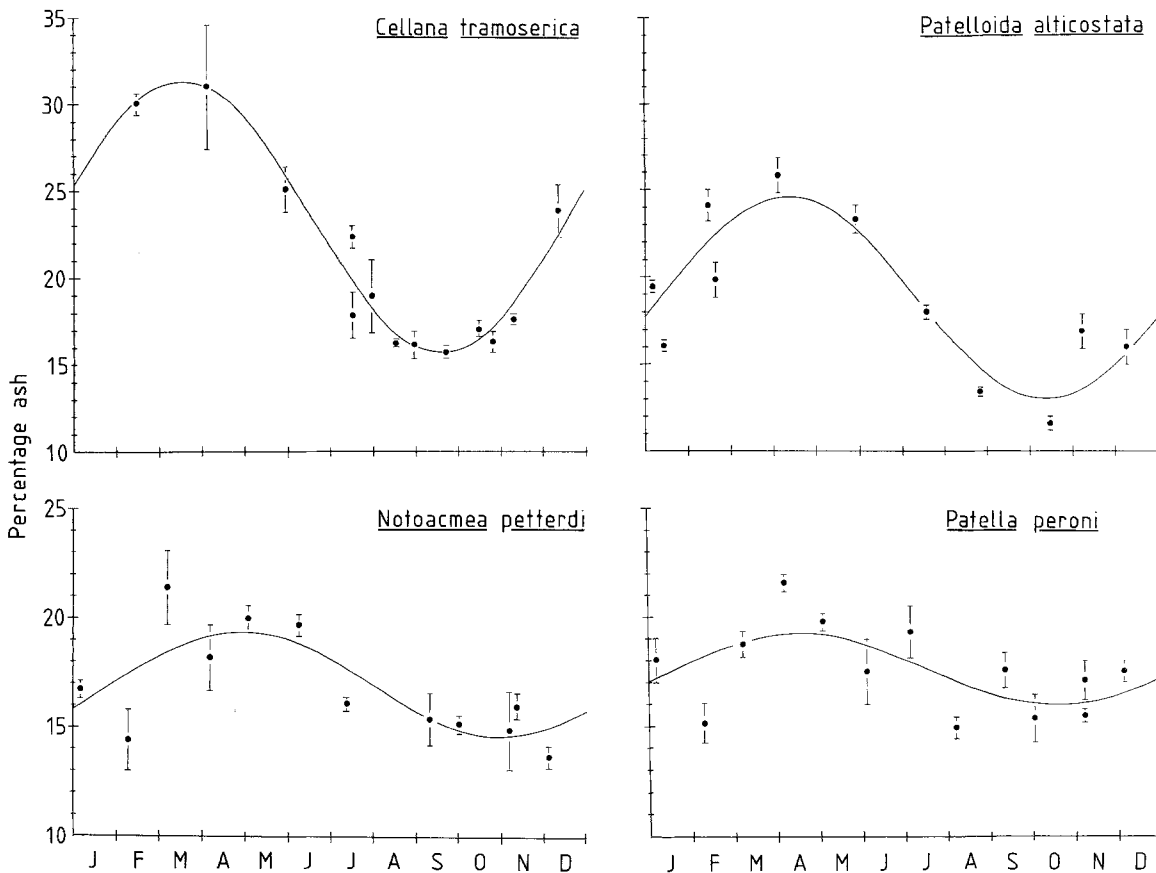 Cellana tramoserica
Patelloida alticostata
35
30
25
20
15
10
Percentage ash
Notoacmea petterdi
Patella peroni
25
20
15
10
J F M A M J J A S O N D
J F M A M J J A S O N D